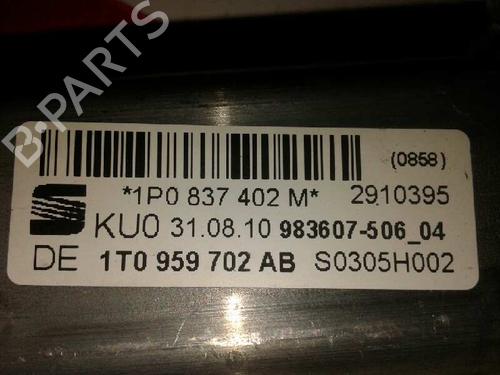 B-PARTS
(0858)
*1P0 837 402 M* 2910395
KU0 31.08.10 983607-506_04
DE 1T0 959 702 AB S0305H002